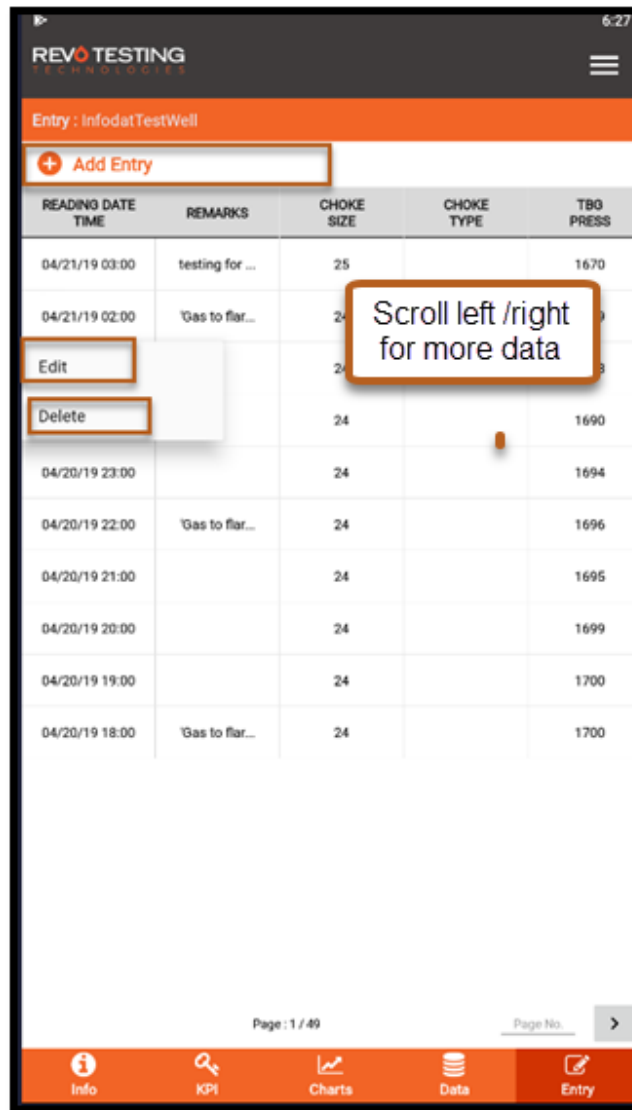 6:27
REVO TESTING
TECHNOLOGIES
Entry : InfodatTestWell
Add Entry
READING DATE TIME REMARKS CHOKE SIZE CHOKE TYPE TBG PRESS
04/21/19 03:00 testing for ... 25 1670
04/21/19 02:00 'Gas to flar...
Scroll left /right
for more data
Edit
Delete 24 1690
04/20/19 23:00 24 1694
04/20/19 22:00 'Gas to flar... 24 1696
04/20/19 21:00 24 1695
04/20/19 20:00 24 1699
04/20/19 19:00 24 1700
04/20/19 18:00 'Gas to flar... 24 1700
Page : 1 / 49 Page No. >
Info KPI Charts Data Entry